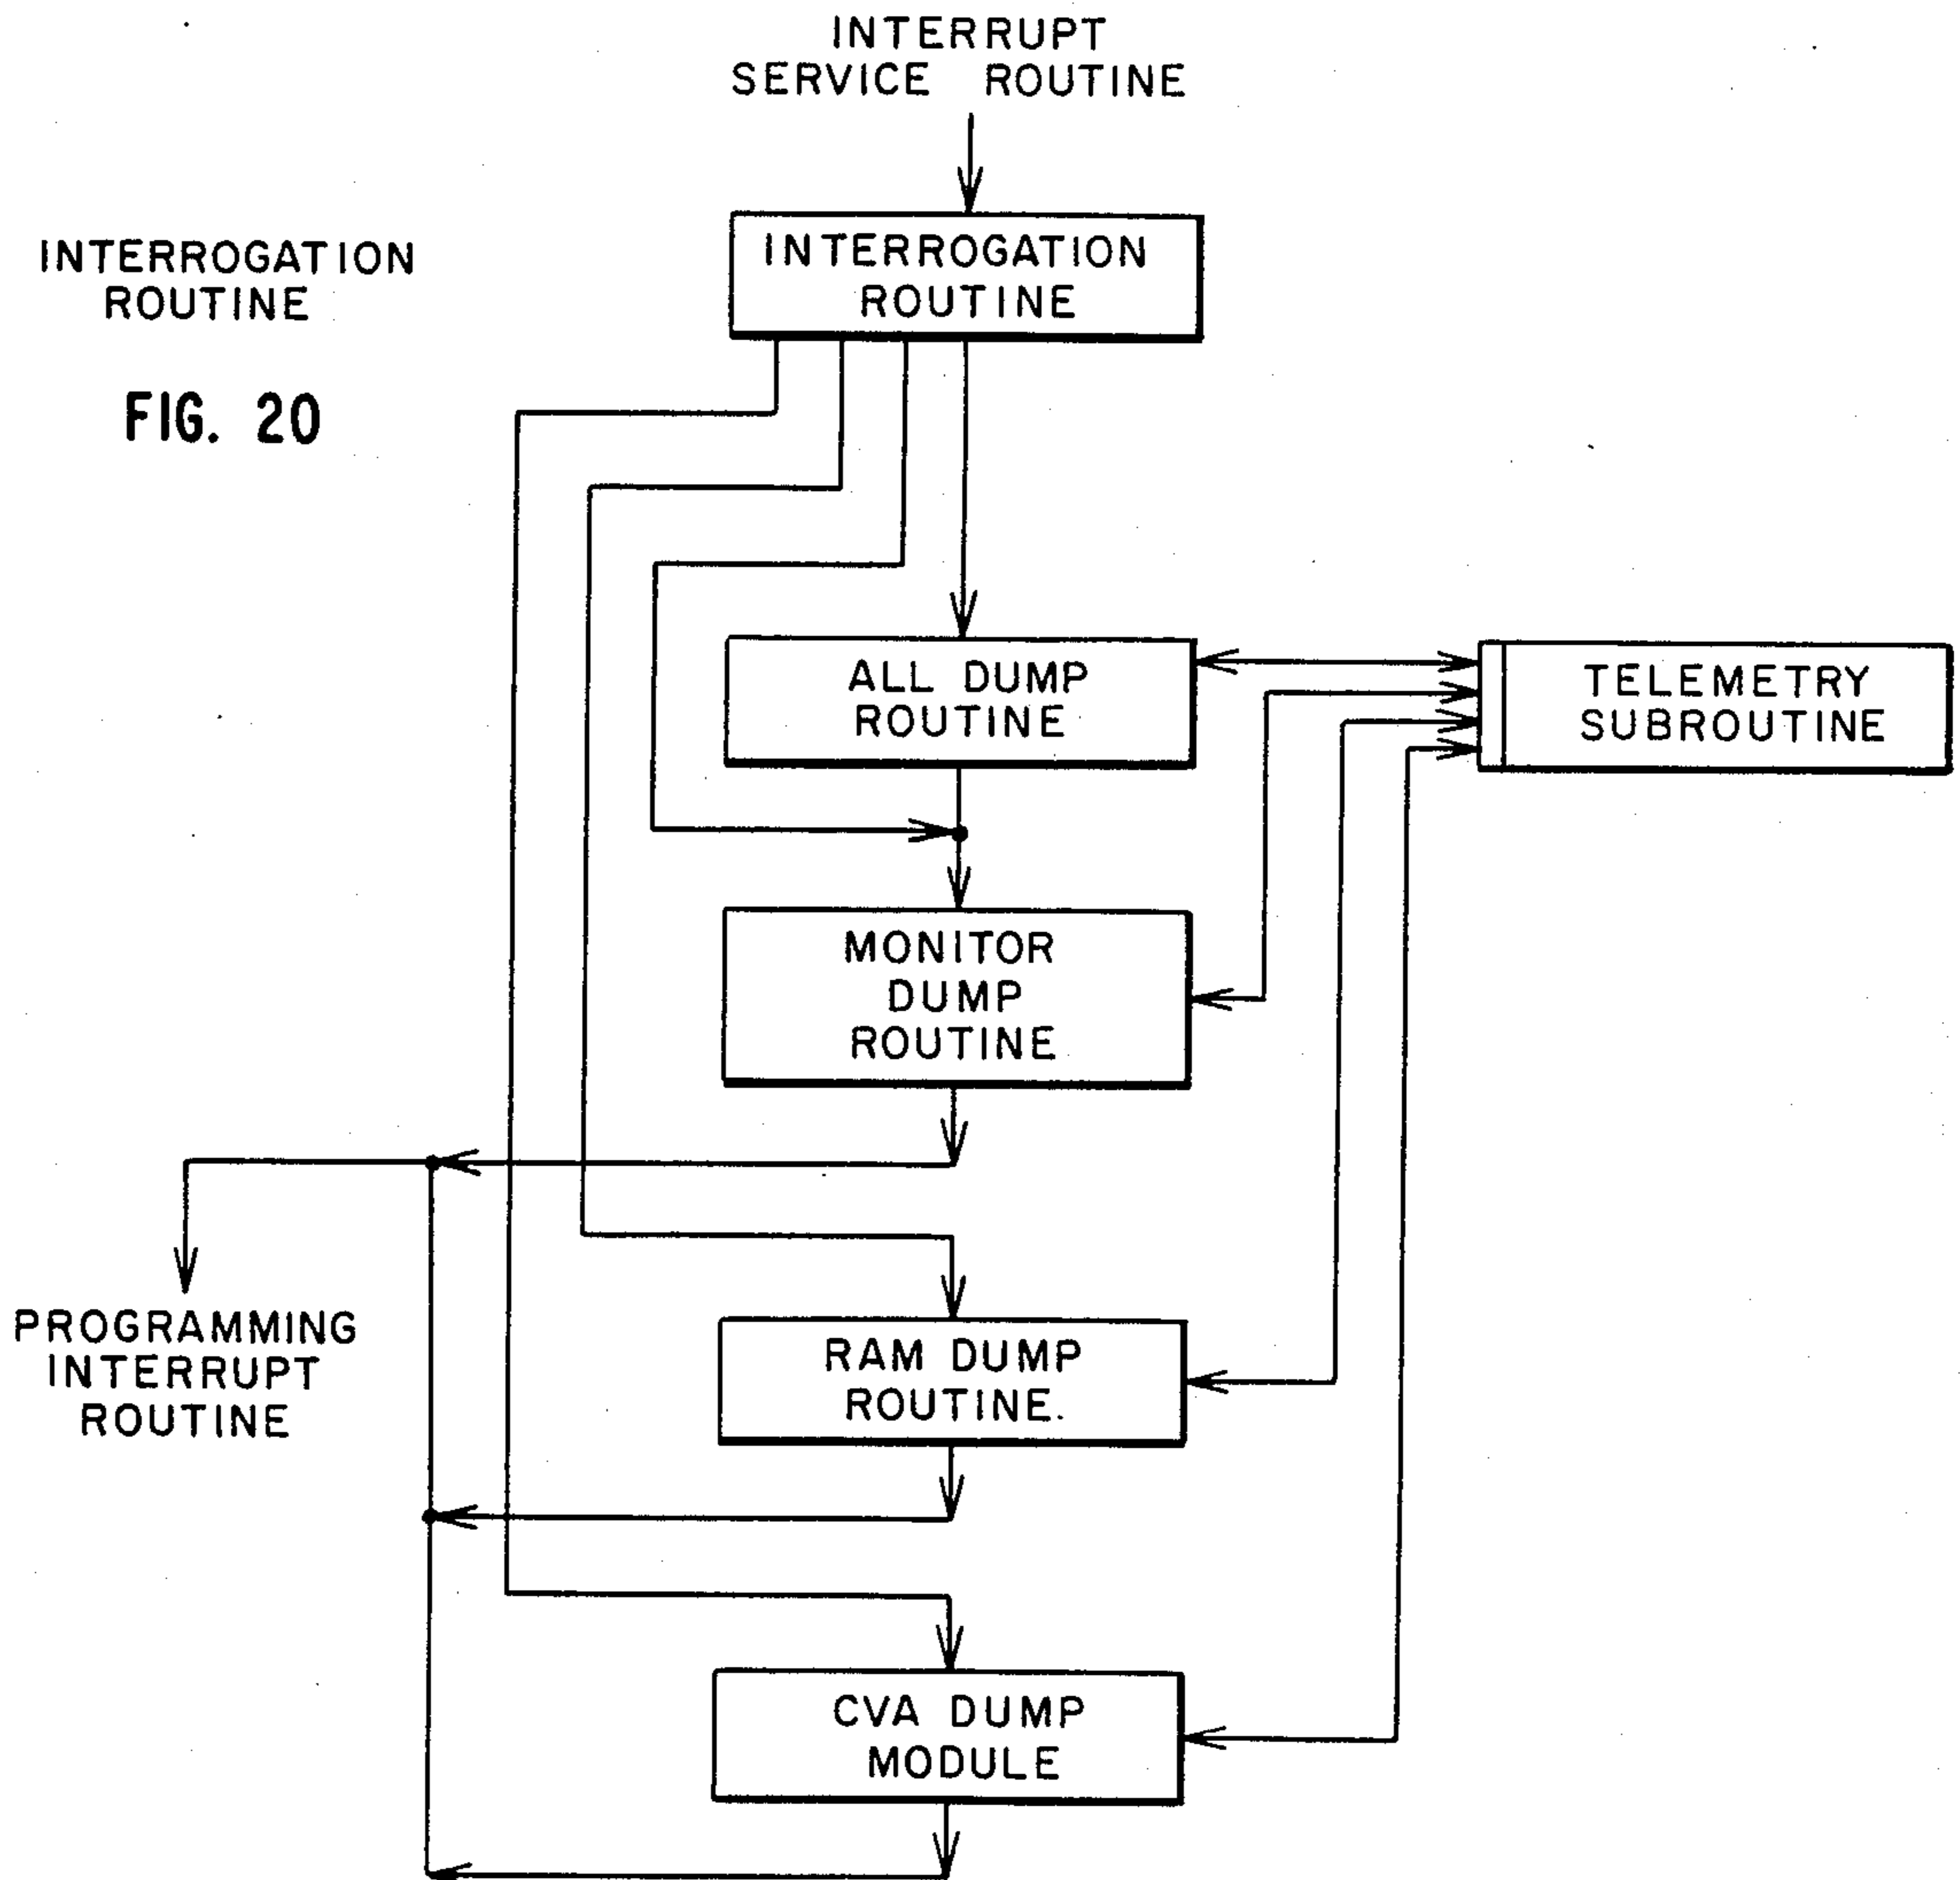 INTERRUPT
SERVICE ROUTINE
INTERROGATION
ROUTINE
FIG. 20
INTERROGATION
ROUTINE
ALL DUMP
ROUTINE
TELEMETRY
SUBROUTINE
MONITOR
DUMP
ROUTINE
PROGRAMMING
INTERRUPT
ROUTINE
RAM DUMP
ROUTINE.
CVA DUMP
MODULE